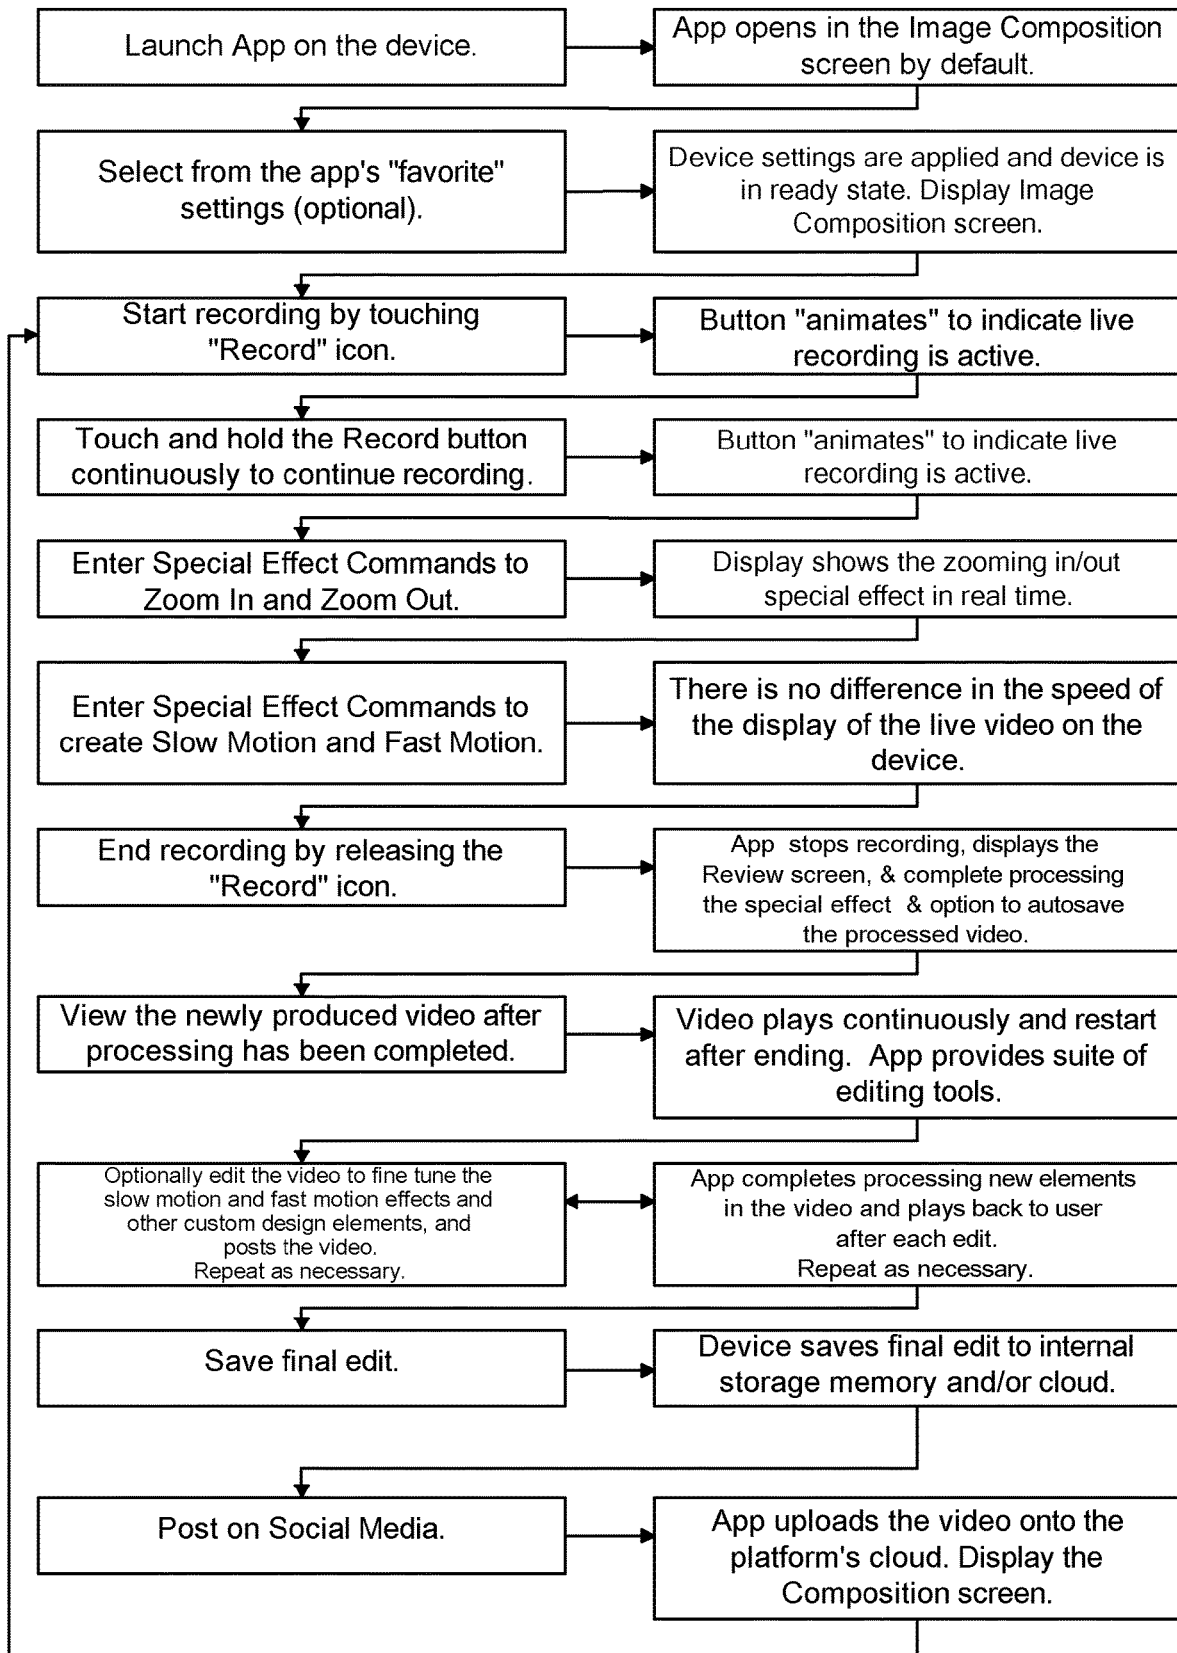 Launch App on the device.
App opens in the Image Composition
screen by default.
Select from the app's "favorite"
settings (optional).
Device settings are applied and device is
in ready state. Display Image
Composition screen.
Start recording by touching
"Record" icon.
Button "animates" to indicate live
recording is active.
Touch and hold the Record button
continuously to continue recording.
Button "animates" to indicate live
recording is active.
Enter Special Effect Commands to
Zoom In and Zoom Out.
Display shows the zooming in/out
special effect in real time.
Enter Special Effect Commands to
create Slow Motion and Fast Motion.
There is no difference in the speed of
the display of the live video on the
device.
End recording by releasing the
"Record" icon.
App stops recording, displays the
Review screen, & complete processing
the special effect & option to autosave
the processed video.
View the newly produced video after
processing has been completed.
Video plays continuously and restart
after ending. App provides suite of
editing tools.
Optionally edit the video to fine tune the
slow motion and fast motion effects and
other custom design elements, and
posts the video.
Repeat as necessary.
App completes processing new elements
in the video and plays back to user
after each edit.
Repeat as necessary.
Save final edit.
Device saves final edit to internal
storage memory and/or cloud.
Post on Social Media.
App uploads the video onto the
platform's cloud. Display the
Composition screen.